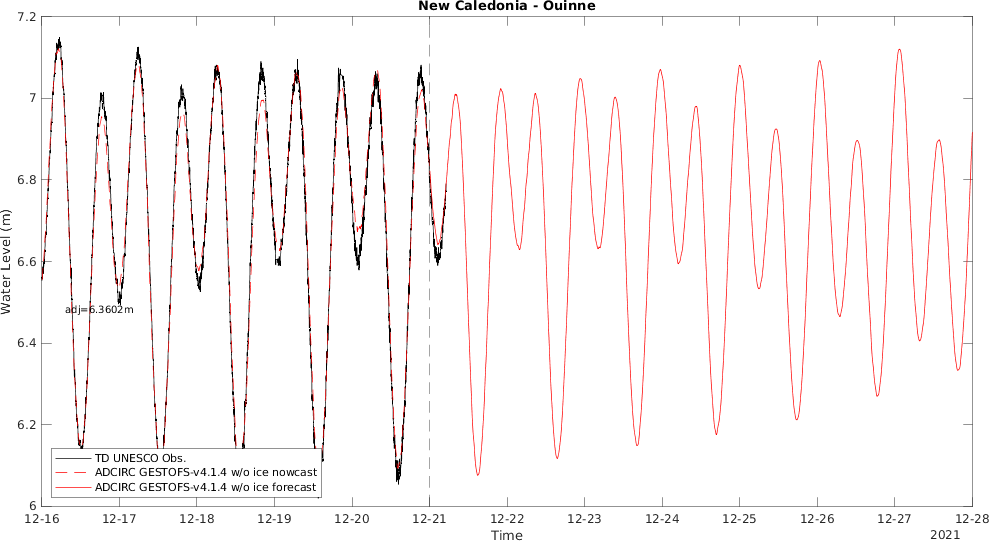 New Caledonia - Ouinne
7.2
7
6.8
6.6
6.4
6.2
6
Water Level (m)
adj=6.3602m
TD UNESCO Obs.
ADCIRC GESTOFS-v4.1.4 w/o ice nowcast
ADCIRC GESTOFS-v4.1.4 w/o ice forecast
12-16 12-17 12-18 12-19 12-20 12-21 12-22 12-23 12-24 12-25 12-26 12-27 12-28
Time
2021